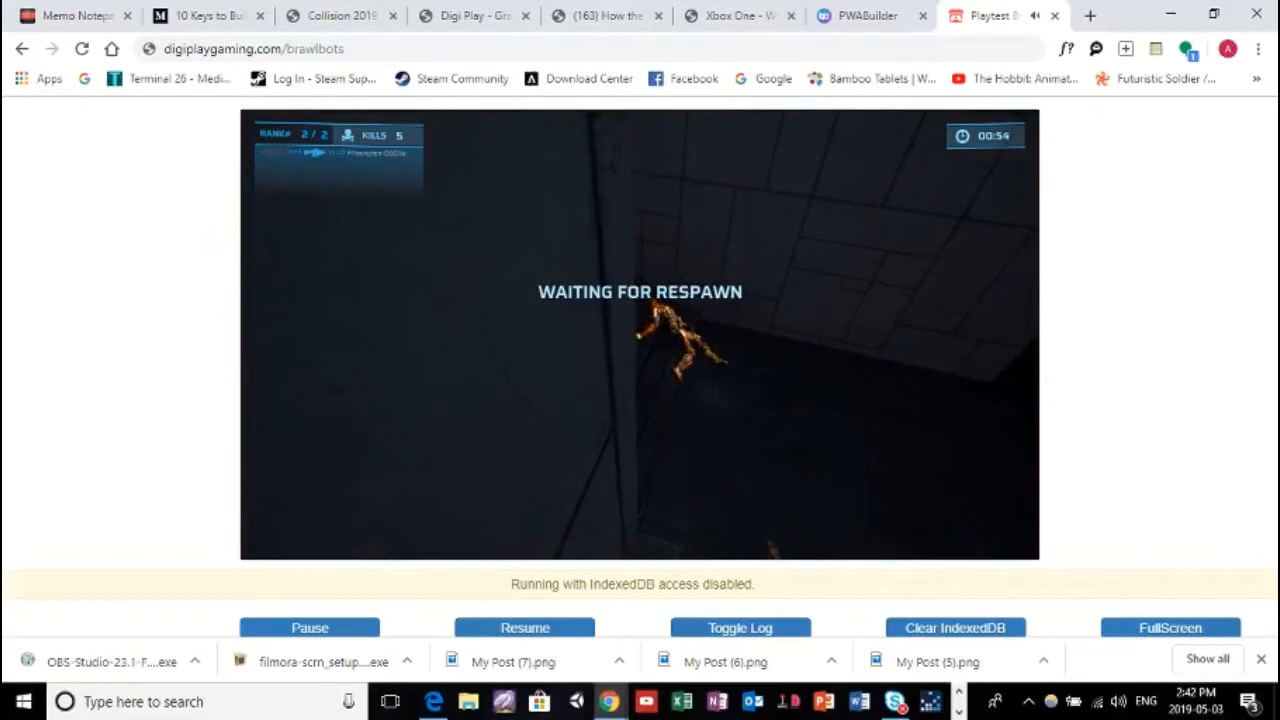 Memo Notepa
10 Keys to Bui
Collision 2019
Digi Play - Gra
(163) How the
Xbox One - W
PWABuilder
Playtest B
digiplaygaming.com/brawlbots
Apps
Terminal 26 - Medi...
Log In - Steam Sup...
Steam Community
Download Center
Facebook
Google
Bamboo Tablets | W...
The Hobbit: Animat...
Futuristic Soldier /...
RANK# 2 / 2 KILLS 5
00:54
WAITING FOR RESPAWN
Running with IndexedDB access disabled.
Pause
Resume
Toggle Log
Clear IndexedDB
FullScreen
OBS-Studio-23.1-F....exe
filmora-scrn_setup....exe
My Post (7).png
My Post (6).png
My Post (5).png
Show all
Type here to search
ENG
2:42 PM
2019-05-03